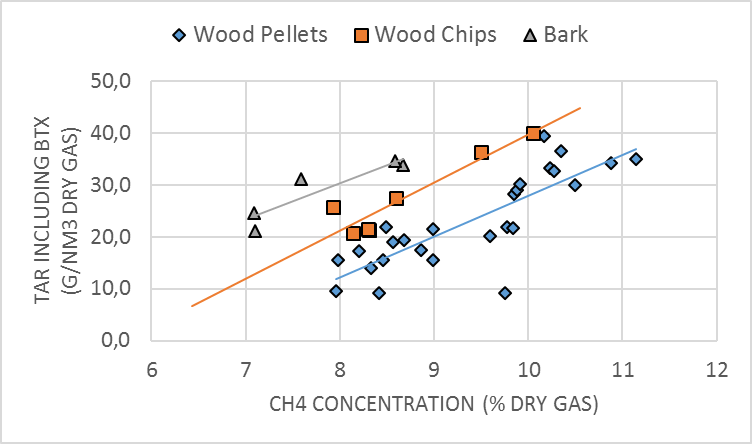 Wood Pellets Wood Chips Bark
TAR INCLUDING BTX
(G/NM3 DRY GAS)
50,0
40,0
30,0
20,0
10,0
0,0
6 7 8 9 10 11 12
CH4 CONCENTRATION (% DRY GAS)